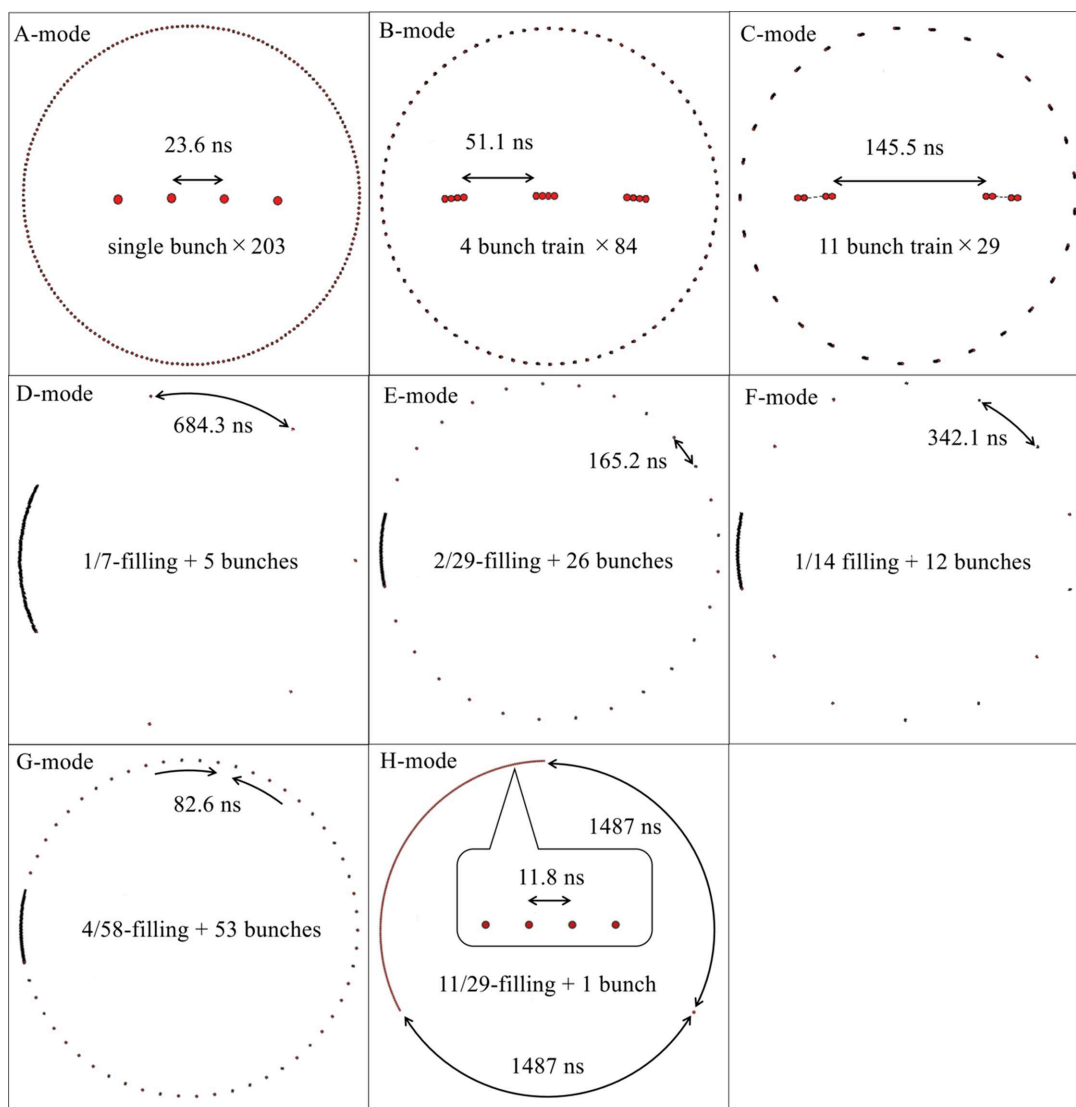 A-mode
23.6 ns
single bunch × 203
B-mode
51.1 ns
4 bunch train × 84
C-mode
145.5 ns
11 bunch train × 29
D-mode
684.3 ns
1/7-filling + 5 bunches
E-mode
165.2 ns
2/29-filling + 26 bunches
F-mode
342.1 ns
1/14 filling + 12 bunches
G-mode
82.6 ns
4/58-filling + 53 bunches
H-mode
1487 ns
11.8 ns
11/29-filling + 1 bunch
1487 ns